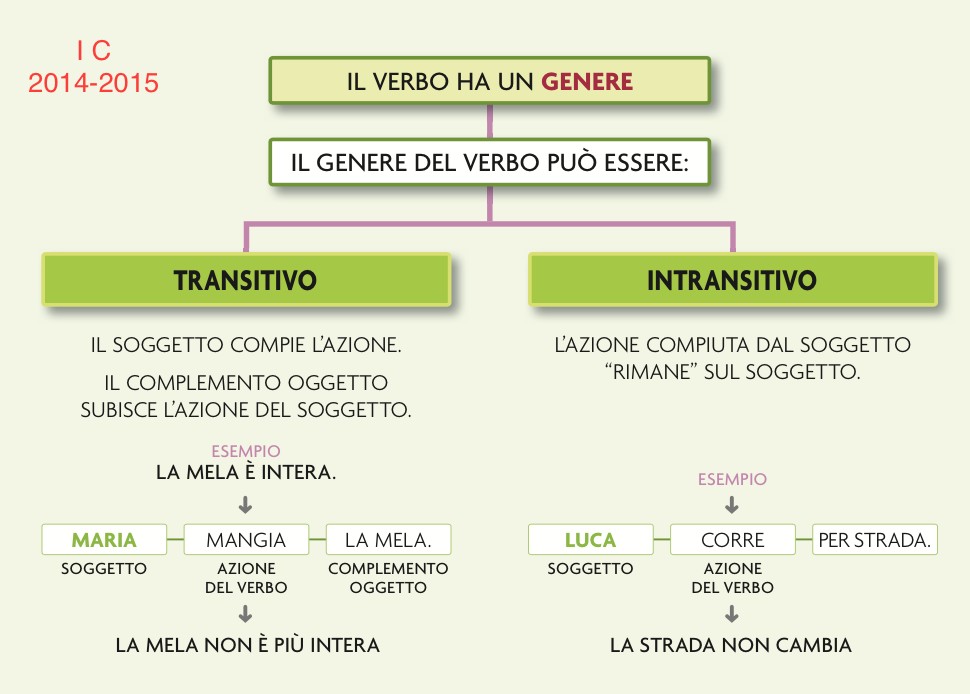 I C
2014-2015
IL VERBO HA UN GENERE
IL GENERE DEL VERBO PUÒ ESSERE:
TRANSITIVO
IL SOGGETTO COMPIE L’AZIONE.
IL COMPLEMENTO OGGETTO
SUBISCE L’AZIONE DEL SOGGETTO.
ESEMPIO
LA MELA È INTERA.
MARIA MANGIA LA MELA.
SOGGETTO AZIONE COMPLEMENTO
DEL VERBO OGGETTO
LA MELA NON È PIÙ INTERA
INTRANSITIVO
L’AZIONE COMPIUTA DAL SOGGETTO
“RIMANE” SUL SOGGETTO.
ESEMPIO
LUCA CORRE PER STRADA.
SOGGETTO AZIONE
DEL VERBO
LA STRADA NON CAMBIA